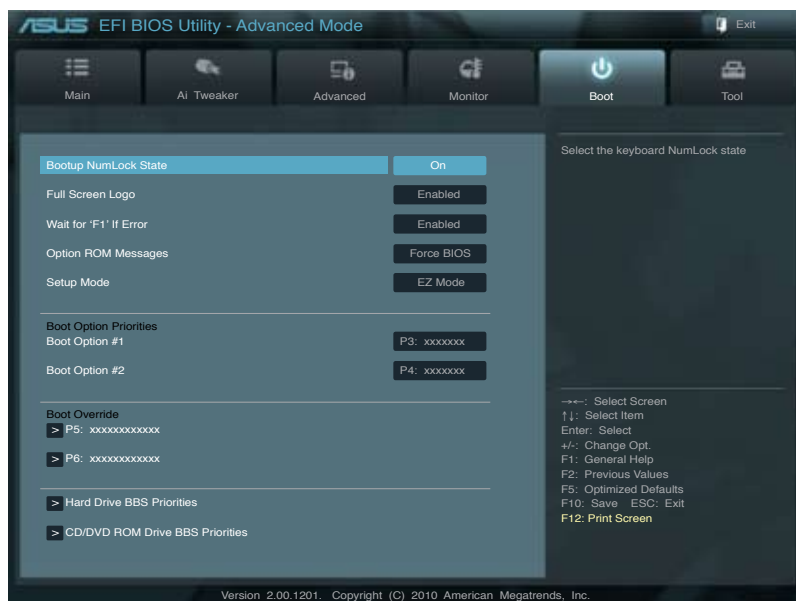 ASUS EFI BIOS Utility - Advanced Mode
Exit
Main
Ai Tweaker
Advanced
Monitor
Boot
Tool
Bootup NumLock State
On
Full Screen Logo
Enabled
Wait for ‘F1’ If Error
Enabled
Option ROM Messages
Force BIOS
Setup Mode
EZ Mode
Boot Option Priorities
Boot Option #1
P3: xxxxxxx
Boot Option #2
P4: xxxxxxx
Boot Override
> P5: xxxxxxxxxxxx
> P6: xxxxxxxxxxxx
> Hard Drive BBS Priorities
> CD/DVD ROM Drive BBS Priorities
Select the keyboard NumLock state
→←: Select Screen
↑↓: Select Item
Enter: Select
+/-: Change Opt.
F1: General Help
F2: Previous Values
F5: Optimized Defaults
F10: Save ESC: Exit
F12: Print Screen
Version 2.00.1201. Copyright (C) 2010 American Megatrends, Inc.